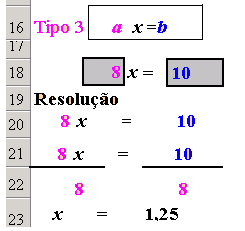 16 Tipo 3 a x =b
17
18 8 x = 10
19 Resolução
20 8 x = 10
21 8 x = 10
22 8 8
23 x = 1,25